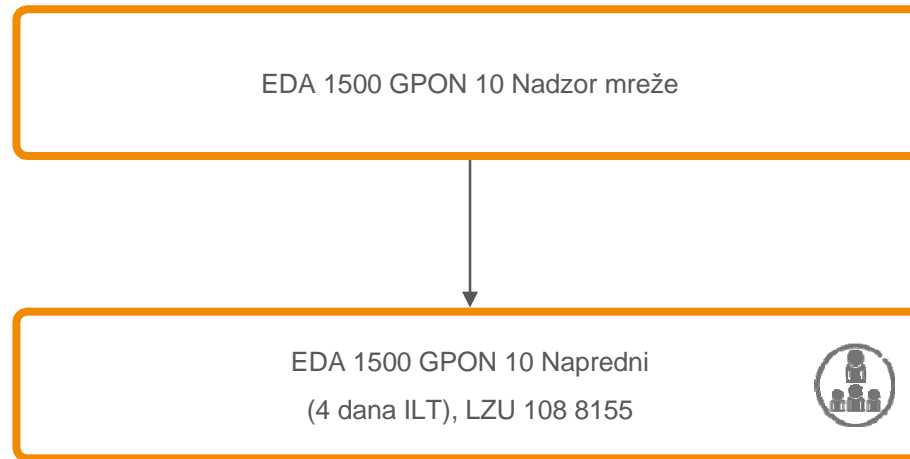 EDA 1500 GPON 10 Nadzor mreže
EDA 1500 GPON 10 Napredni
(4 dana ILT), LZU 108 8155